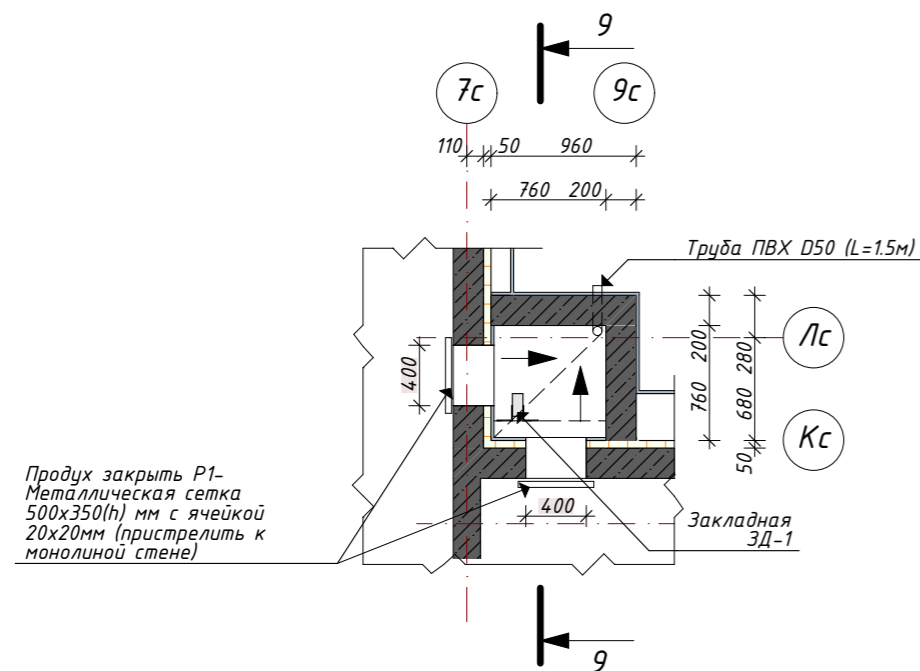 9
7с
9с
110
50
960
760
200
Труба ПВХ D50 (L=1.5м)
Лс
400
200
280
760
680
Кс
50
Продух закрыть Р1-
Металлическая сетка
500х350(h) мм с ячейкой
20х20мм (пристрелить к
монолиной стене)
400
Закладная
ЗД-1
9